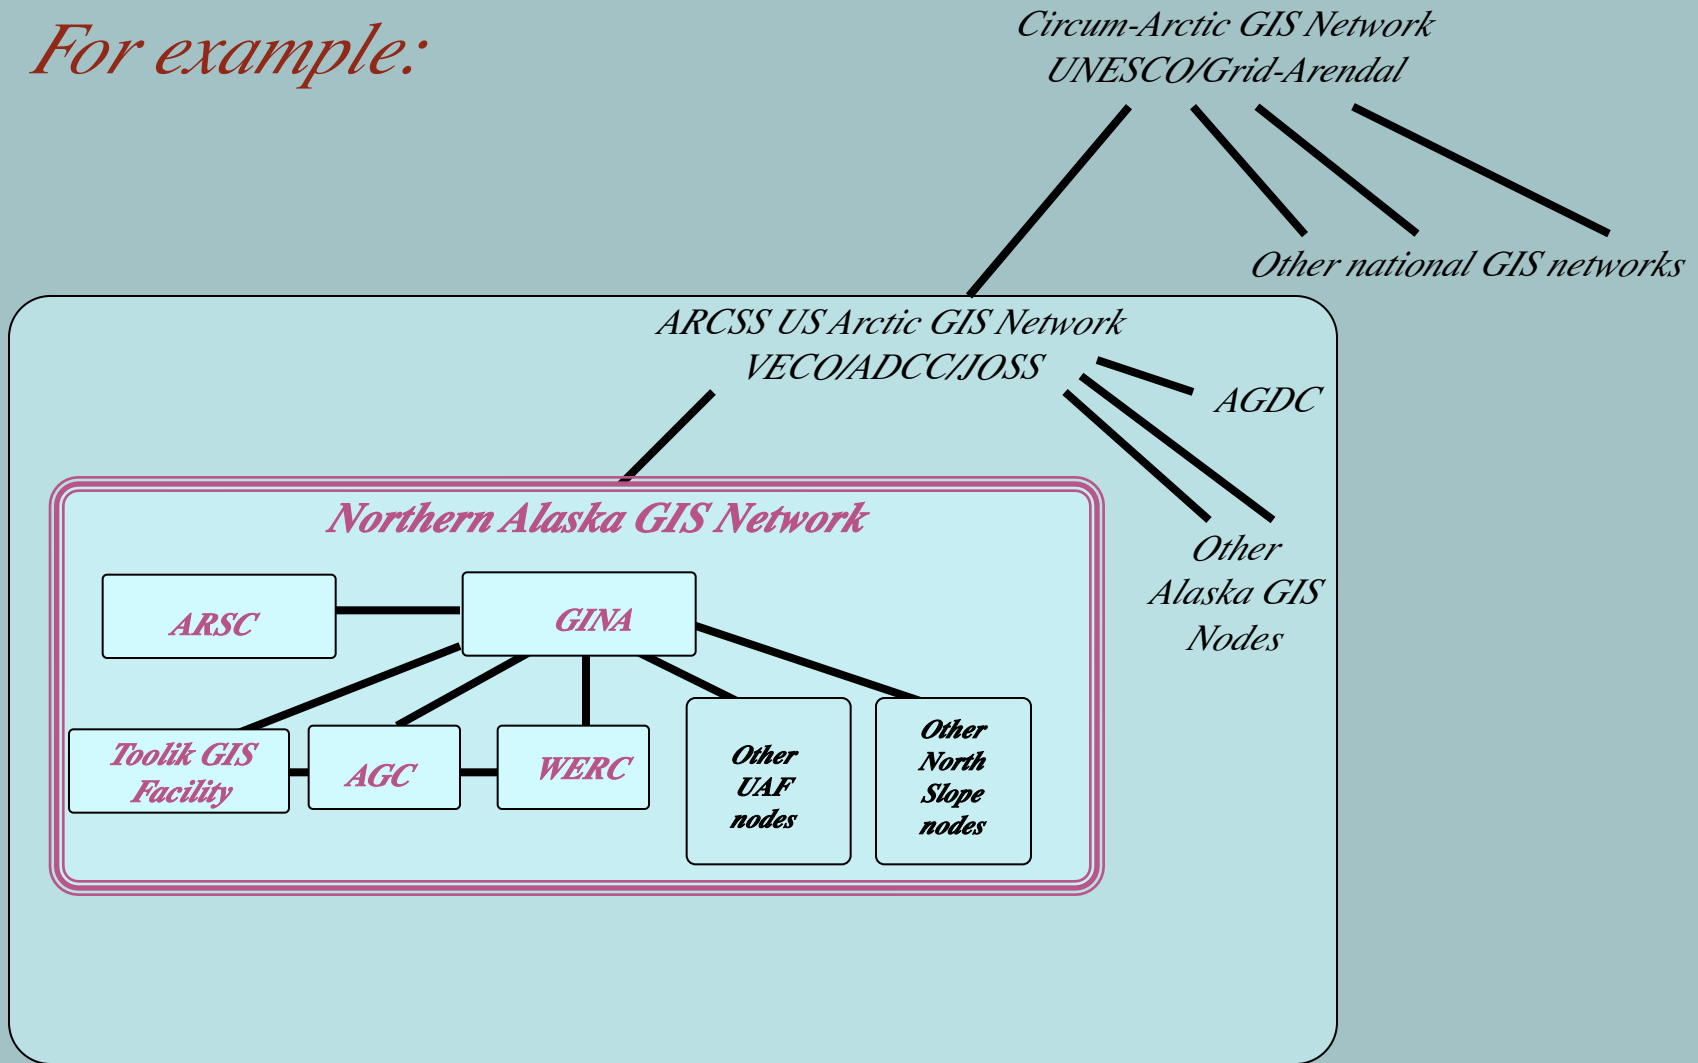 For example:
Circum-Arctic GIS Network
UNESCO/Grid-Arendal
Other national GIS networks
ARCSS US Arctic GIS Network
VECO/ADCC/JOSS
AGDC
Other
Alaska GIS
Nodes
Northern Alaska GIS Network
ARSC
GINA
Toolik GIS
Facility
AGC
WERC
Other
UAF
nodes
Other
North
Slope
nodes